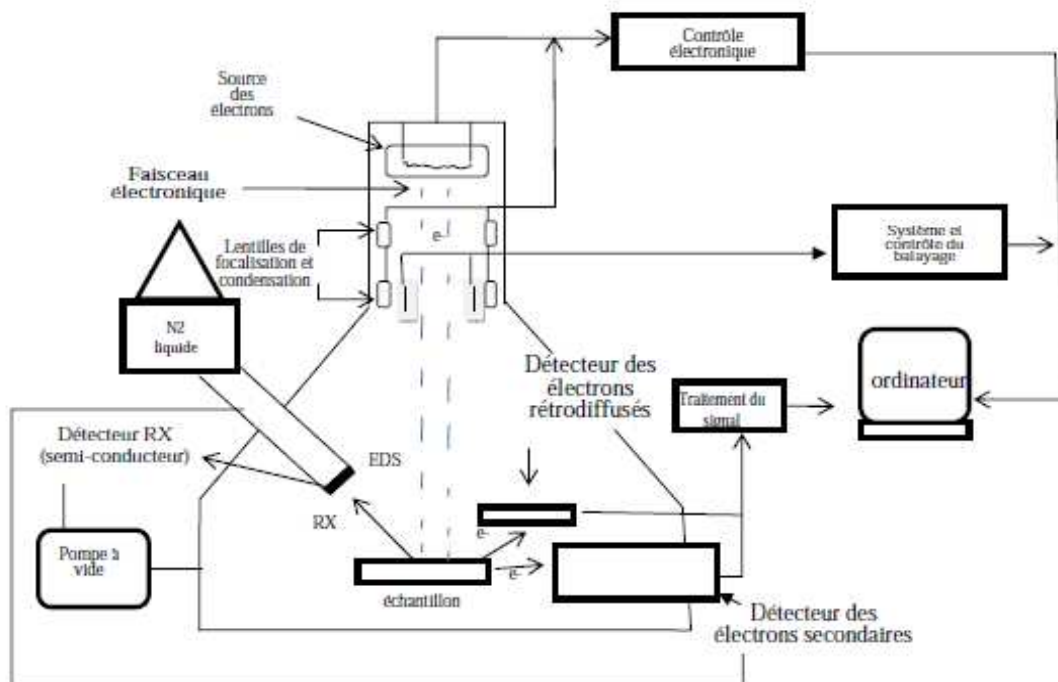 Contrôle
électronique
Source
des
électrons
Faisceau
électronique
e-
Lentilles de
focalisation et
condensation
Système et
contrôle du
balayage
N2
liquide
Détecteur des
électrons
rétrodiffusés
Traitement du
signal
ordinateur
Détecteur RX
(semi-conducteur)
EDS
RX
e-
e-
Pompe à
vide
échantillon
Détecteur des
électrons secondaires